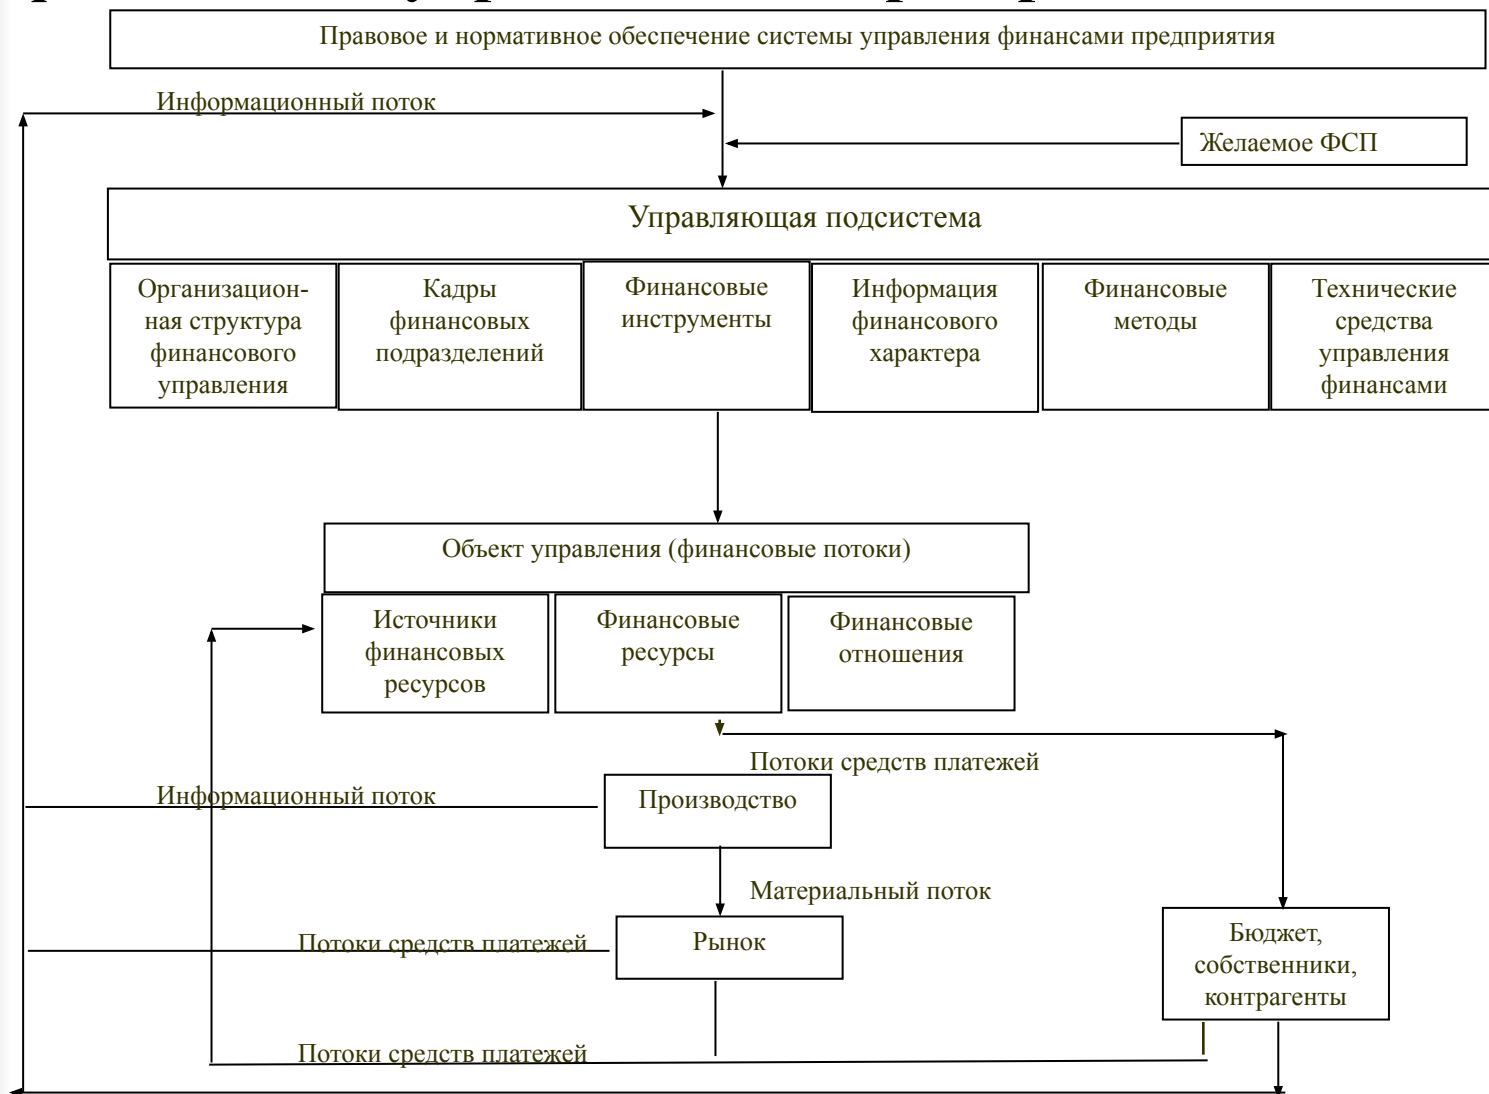 Правовое и нормативное обеспечение системы управления финансами предприятия
Информационный поток
Желаемое ФСП
Управляющая подсистема
Организацион-
ная структура
финансового
управления
Кадры
финансовых
подразделений
Финансовые
инструменты
Информация
финансового
характера
Финансовые
методы
Технические
средства
управления
финансами
Объект управления (финансовые потоки)
Источники
финансовых
ресурсов
Финансовые
ресурсы
Финансовые
отношения
Потоки средств платежей
Информационный поток
Производство
Материальный поток
Потоки средств платежей
Рынок
Бюджет,
собственники,
контрагенты
Потоки средств платежей